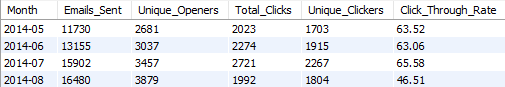 Month Emails_Sent Unique_Openers Total_Clicks Unique_Clickers Click_Through_Rate
2014-05 11730 2681 2023 1703 63.52
2014-06 13155 3037 2274 1915 63.06
2014-07 15902 3457 2721 2267 65.58
2014-08 16480 3879 1992 1804 46.51